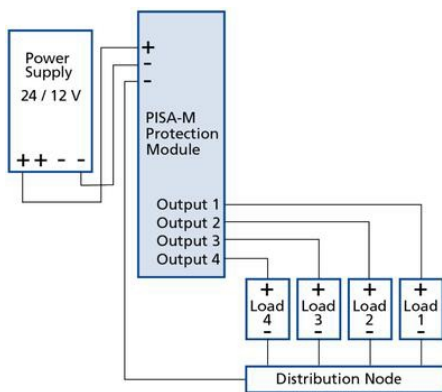 Power
Supply
24 / 12 V
+ + - -
+
-
-
PISA-M
Protection
Module
Output 1
Output 2
Output 3
Output 4
+ + + +
Load Load Load Load
4 3 2 1
- - - -
Distribution Node